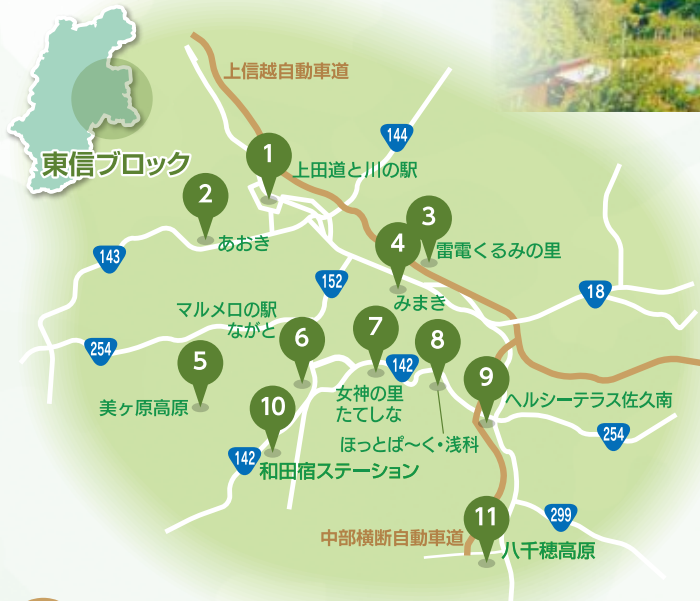 上信越自動車道
144
東信ブロック
1
上田道と川の駅
2
あおき
3
雷電くるみの里
4
みまき
143
152
18
マルメロの駅
ながと
6
7
142
8
254
5
美ヶ原高原
女神の里
たてしな
9
ヘルシーテラス佐久南
10
ほっとぱ～く・浅科
254
142
和田宿ステーション
11
299
中部横断自動車道
八千穂高原